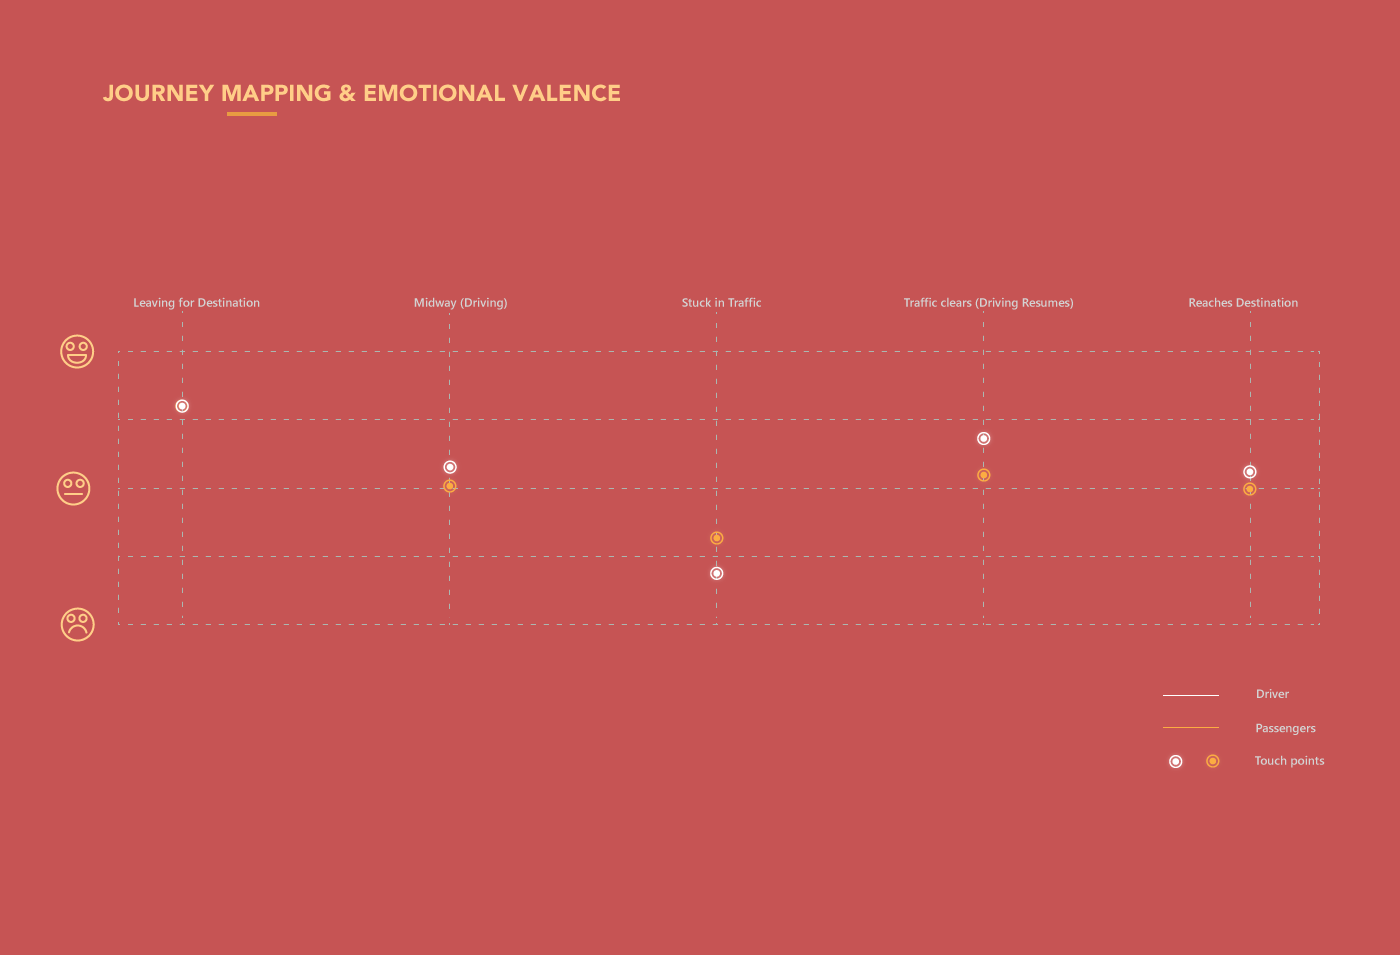 JOURNEY MAPPING & EMOTIONAL VALENCE
Leaving for Destination
Midway (Driving)
Stuck in Traffic
Traffic clears (Driving Resumes)
Reaches Destination
Driver
Passengers
Touch points